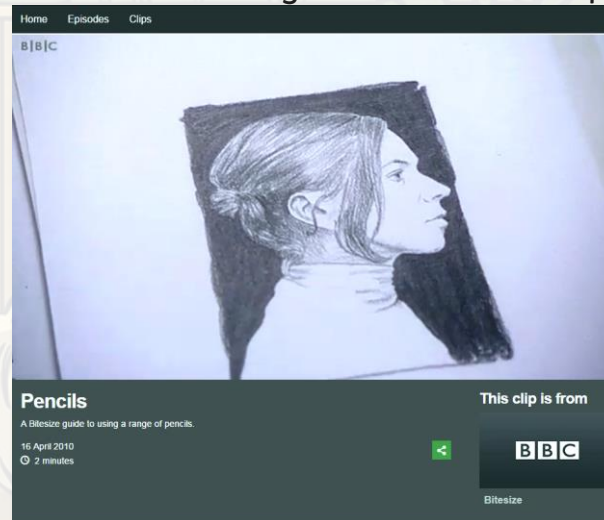 Home Episodes Clips
BBC
Pencils
A Bitesize guide to using a range of pencils.
16 April 2010
2 minutes
This clip is from
BBC
Bitesize